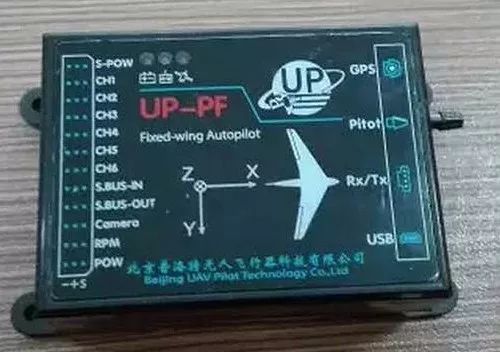 S-POW
CH1
CH2
CH3
CH4
CH5
CH6
S.BUS-IN
S.BUS-OUT
Camera
RPM
POW
-+S
UP
UP-PF
Fixed-wing Autopilot
Z
X
Y
GPS
Pitot
Rx/Tx
USB
北京普洛特无人飞行器科技有限公司
Beijing UAV Pilot Technology Co.,Ltd